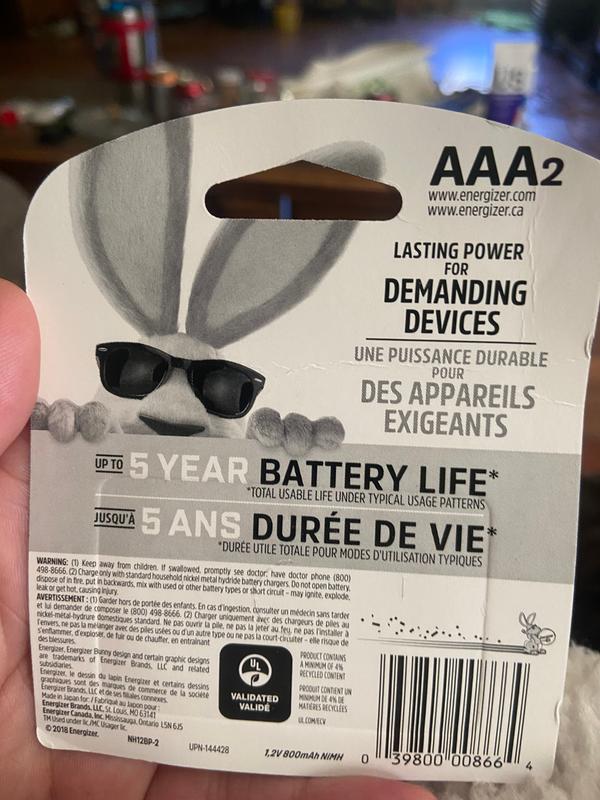 AAA2
www.energizer.com
www.energizer.ca
LASTING POWER
FOR
DEMANDING
DEVICES
UNE PUISSANCE DURABLE
POUR
DES APPAREILS
EXIGEANTS
UP TO 5 YEAR BATTERY LIFE*
*TOTAL USABLE LIFE UNDER TYPICAL USAGE PATTERNS
JUSQU'À 5 ANS DURÉE DE VIE*
*DURÉE UTILE TOTALE POUR MODES D'UTILISATION TYPIQUES
WARNING: (1) Keep away from children. If swallowed, promptly see doctor: have doctor phone (800)
498-8666. (2) Charge only with standard household nickel metal hydride battery chargers. Do not open battery,
dispose of in fire, put in backwards, mix with used or other battery types or short circuit – may ignite, explode,
leak or get hot, causing injury.
AVERTISSEMENT : (1) Garder hors de portée des enfants. En cas d'ingestion, consulter un médecin sans tarder
et lui demander de composer le (800) 498-8666. (2) Charger uniquement avec des chargeurs de piles au
nickel-métal-hydrure domestiques standard. Ne pas ouvrir la pile, ne pas la jeter au feu, ne pas l'installer à
l'envers, ne pas la mélanger avec des piles usées ou d'un autre type ou ne pas la court-circuiter – elle risque de
s'enflammer, d'exploser, de fuir ou de chauffer, en entraînant
des blessures.
Energizer, Energizer Bunny design and certain graphic designs
are trademarks of Energizer Brands, LLC and related
subsidiaries.
Energizer, le dessin du lapin Energizer et certains dessins
graphiques sont des marques de commerce de la société
Energizer Brands, LLC et de ses filiales connexes.
Made in Japan for: / Fabriqué au Japon pour :
Energizer Brands, LLC, St. Louis, MO 63141
Energizer Canada, Inc. Mississauga, Ontario L5N 6J5
TM Used under lic./MC Usager lic.
© 2018 Energizer.
NH12BP-2
UPN-144428
UL
VALIDATED
VALIDÉ
PRODUCT CONTAINS
A MINIMUM OF 4%
RECYCLED CONTENT
PRODUIT CONTIENT UN
MINIMUM DE 4% DE
MATIÈRES RECYCLÉES
UL.COM/ECV
1,2V 800mAh NiMH
0 39800 00866 4